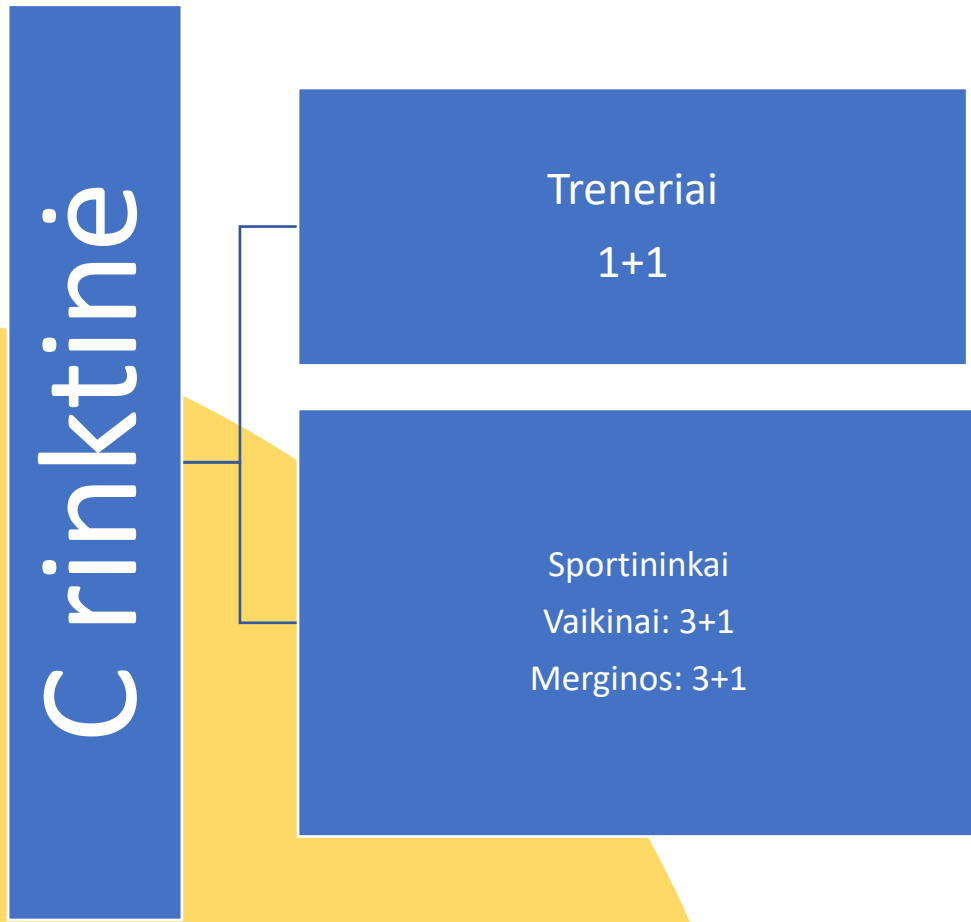 C rinktinė
Treneriai
1+1
Sportininkai
Vaikinai: 3+1
Merginos: 3+1